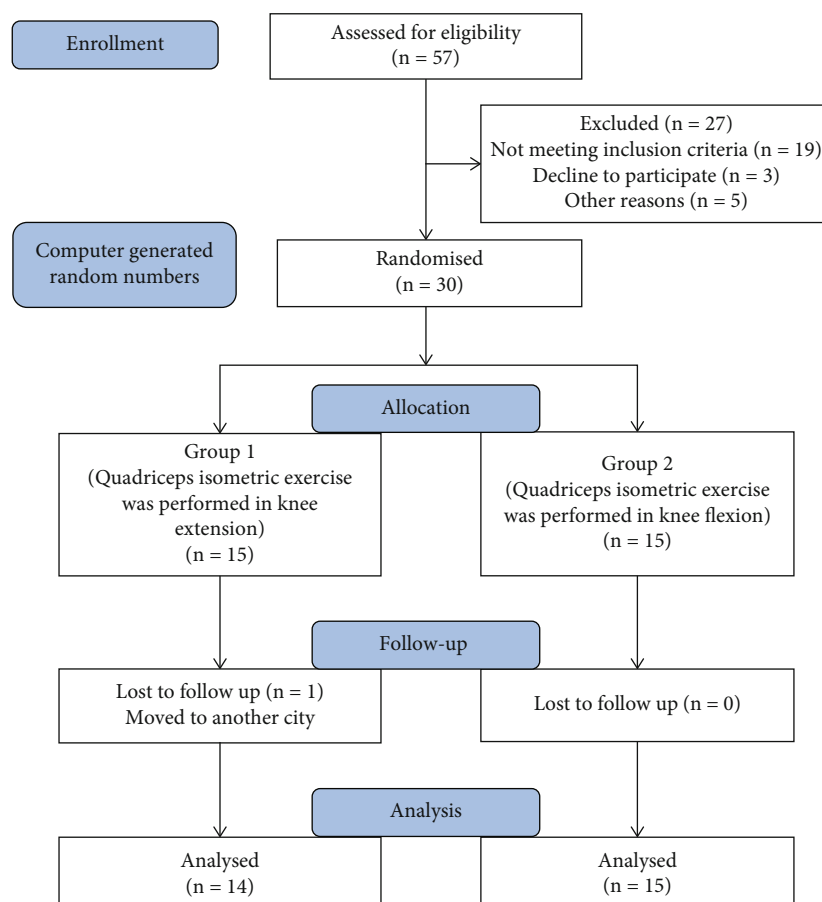 Enrollment
Assessed for eligibility
(n = 57)
Excluded (n = 27)
Not meeting inclusion criteria (n = 19)
Decline to participate (n = 3)
Other reasons (n = 5)
Computer generated
random numbers
Randomised
(n = 30)
Allocation
Group 1
(Quadriceps isometric exercise
was performed in knee
extension)
(n = 15)
Group 2
(Quadriceps isometric exercise
was performed in knee flexion)
(n = 15)
Follow-up
Lost to follow up (n = 1)
Moved to another city
Lost to follow up (n = 0)
Analysis
Analysed
(n = 14)
Analysed
(n = 15)